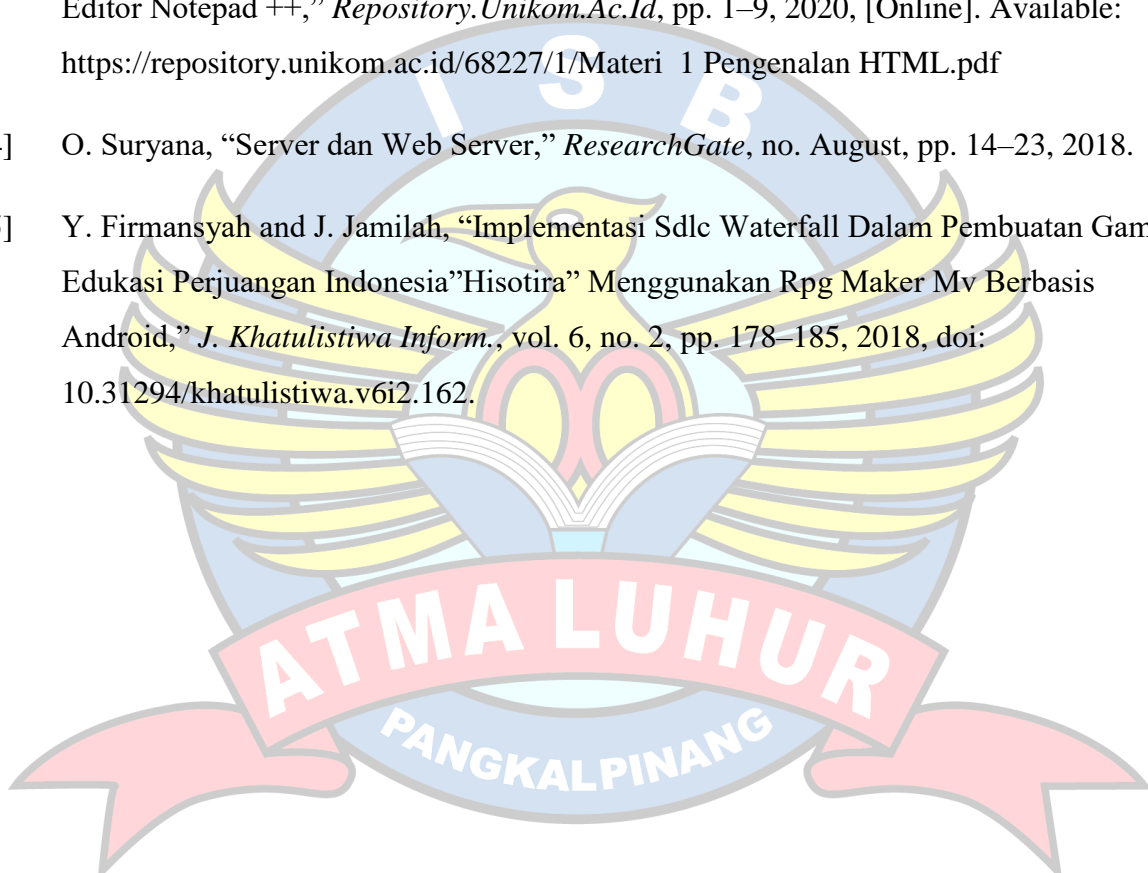 Editor Notepad ++,” Repository.Unikom.Ac.Id, pp. 1–9, 2020, [Online]. Available:
https://repository.unikom.ac.id/68227/1/Materi 1 Pengenalan HTML.pdf
] O. Suryana, “Server dan Web Server,” ResearchGate, no. August, pp. 14–23, 2018.
] Y. Firmansyah and J. Jamilah, “Implementasi Sdlc Waterfall Dalam Pembuatan Gam
Edukasi Perjuangan Indonesia”Hisotira” Menggunakan Rpg Maker Mv Berbasis
Android,” J. Khatulistiwa Inform., vol. 6, no. 2, pp. 178–185, 2018, doi:
10.31294/khatulistiwa.v6i2.162.
I S B
ATMA LUHUR
PANGKALPINANG